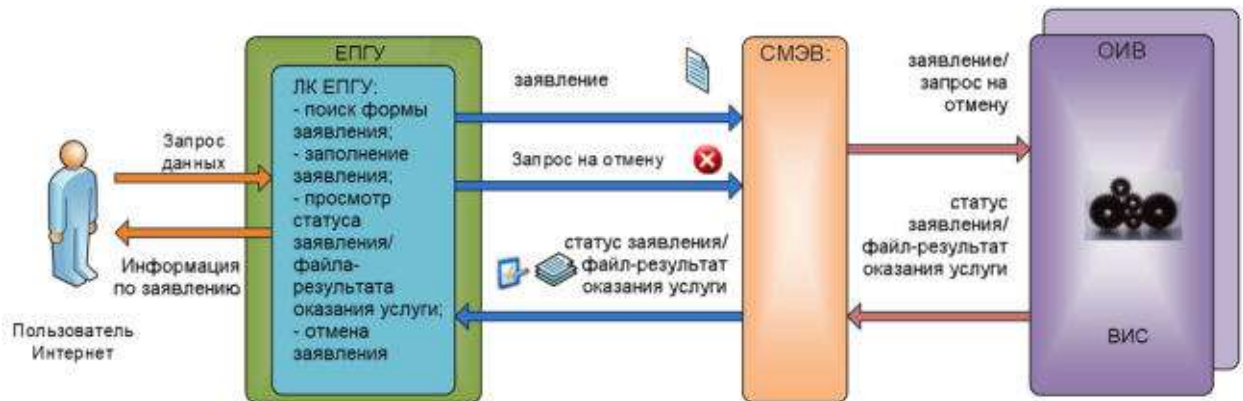 ЕПГУ
ЛК ЕПГУ:
- поиск формы
заявления;
- заполнение
заявления;
- просмотр
статуса
заявления/
файла-
результата
оказания услуги;
- отмена
заявления
Запрос
данных
Информация
по заявлению
Пользователь
Интернет
заявление
Запрос на отмену
статус заявления/
файл-результат
оказания услуги
СМЭВ:
заявление/
запрос на
отмену
статус
заявления/
файл-результат
оказания услуги
ОИВ
ВИС